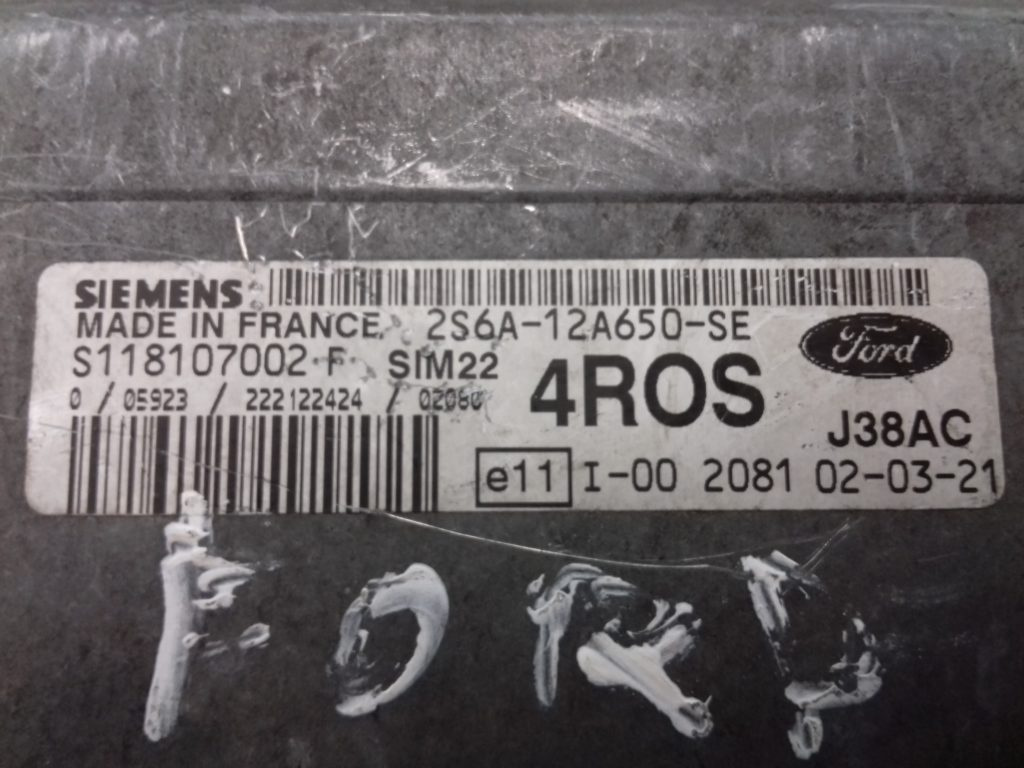 SIEMENS
MADE IN FRANCE 2S6A-12A650-SE
Ford
S118107002 F SIM22
4ROS
0 / 05923 / 222122424 / 02080
J38AC
e11 I-00 2081 02-03-21
FORD